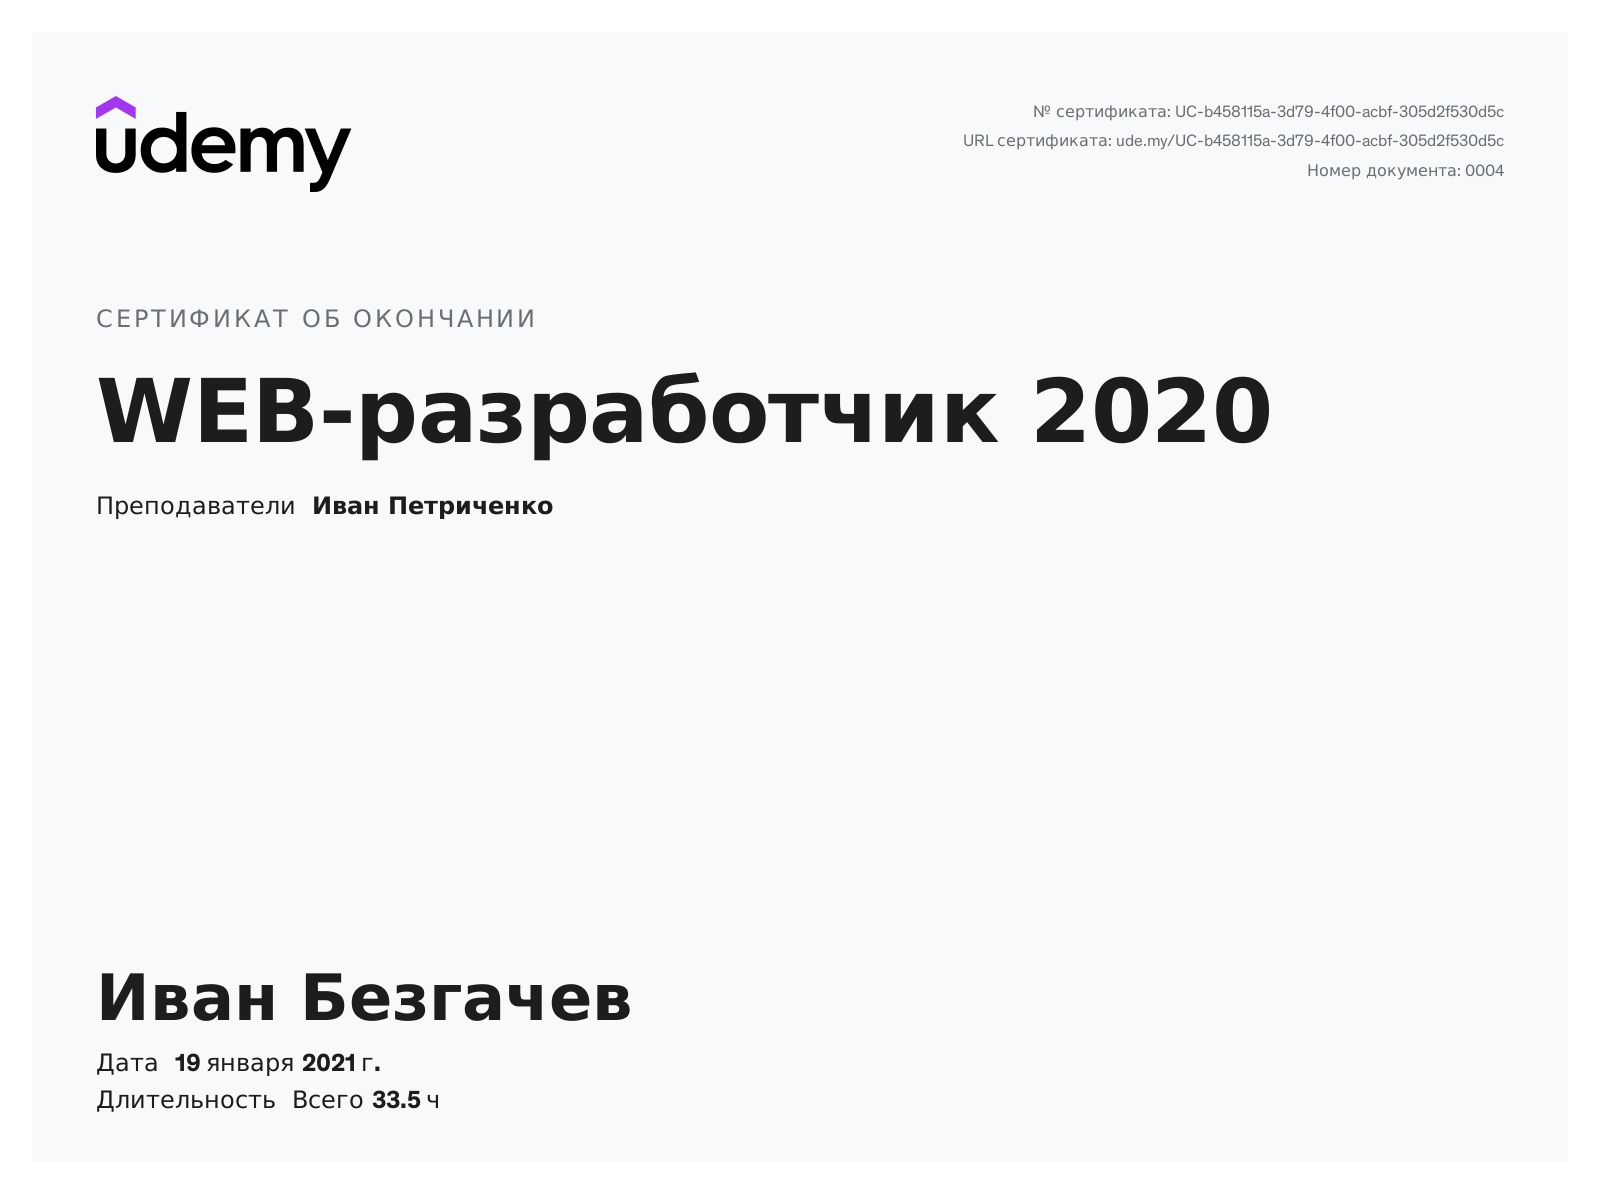 udemy
№ сертификата: UC-b458115a-3d79-4f00-acbf-305d2f530d5c
URL сертификата: ude.my/UC-b458115a-3d79-4f00-acbf-305d2f530d5c
Номер документа: 0004
СЕРТИФИКАТ ОБ ОКОНЧАНИИ
WEB-разработчик 2020
Преподаватели Иван Петриченко
Иван Безгачев
Дата 19 января 2021 г.
Длительность Всего 33.5 ч